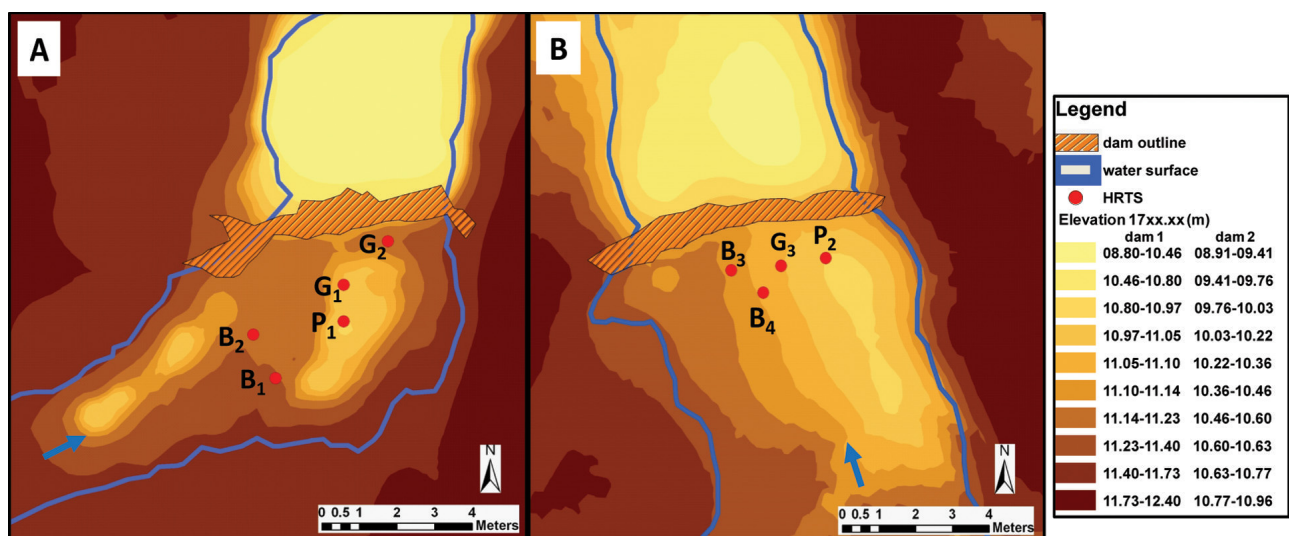 A
G2
G1
P1
B2
B1
N
0 0.5 1 2 3 4
Meters
B
B3
G3
P2
B4
N
0 0.5 1 2 3 4
Meters
Legend
dam outline
water surface
HRTS
Elevation 17xx.xx (m)
dam 1 dam 2
08.80-10.46 08.91-09.41
10.46-10.80 09.41-09.76
10.80-10.97 09.76-10.03
10.97-11.05 10.03-10.22
11.05-11.10 10.22-10.36
11.10-11.14 10.36-10.46
11.14-11.23 10.46-10.60
11.23-11.40 10.60-10.63
11.40-11.73 10.63-10.77
11.73-12.40 10.77-10.96